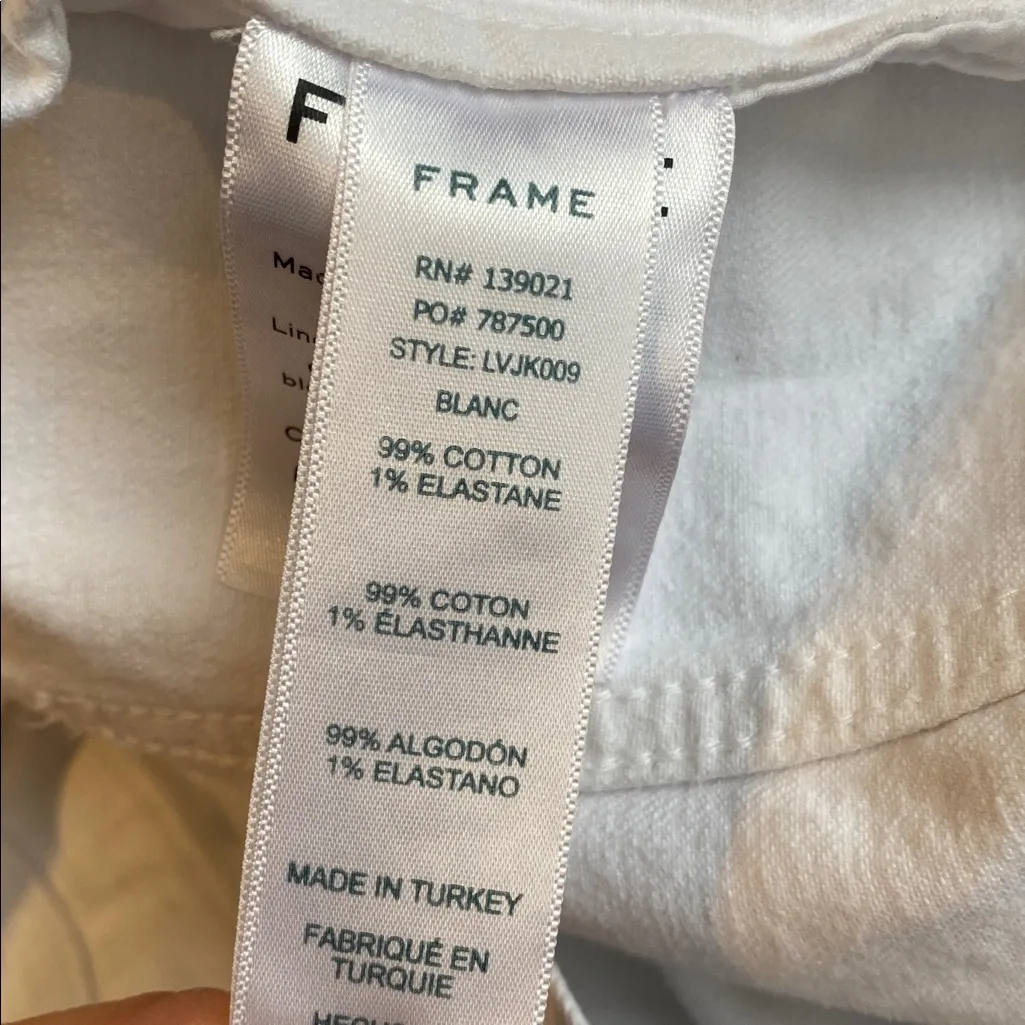 FRAME
RN# 139021
PO# 787500
STYLE: LVJK009
BLANC
99% COTTON
1% ELASTANE
99% COTON
1% ÉLASTHANNE
99% ALGODÓN
1% ELASTANO
MADE IN TURKEY
FABRIQUÉ EN
TURQUIE